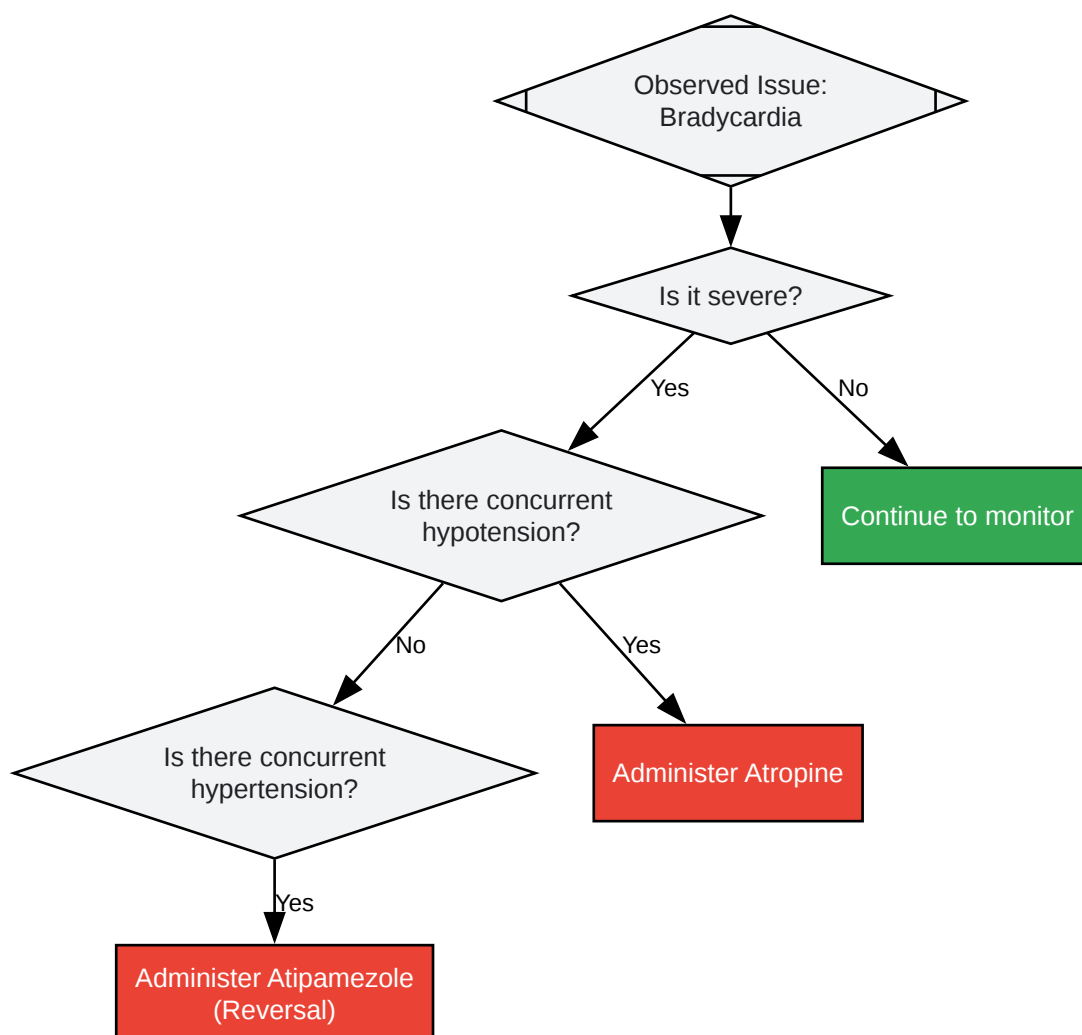 Observed Issue:
Bradycardia
Is it severe?
Yes
No
Is there concurrent
hypotension?
Continue to monitor
No
Yes
Is there concurrent
hypertension?
Administer Atropine
Yes
Administer Atipamezole
(Reversal)